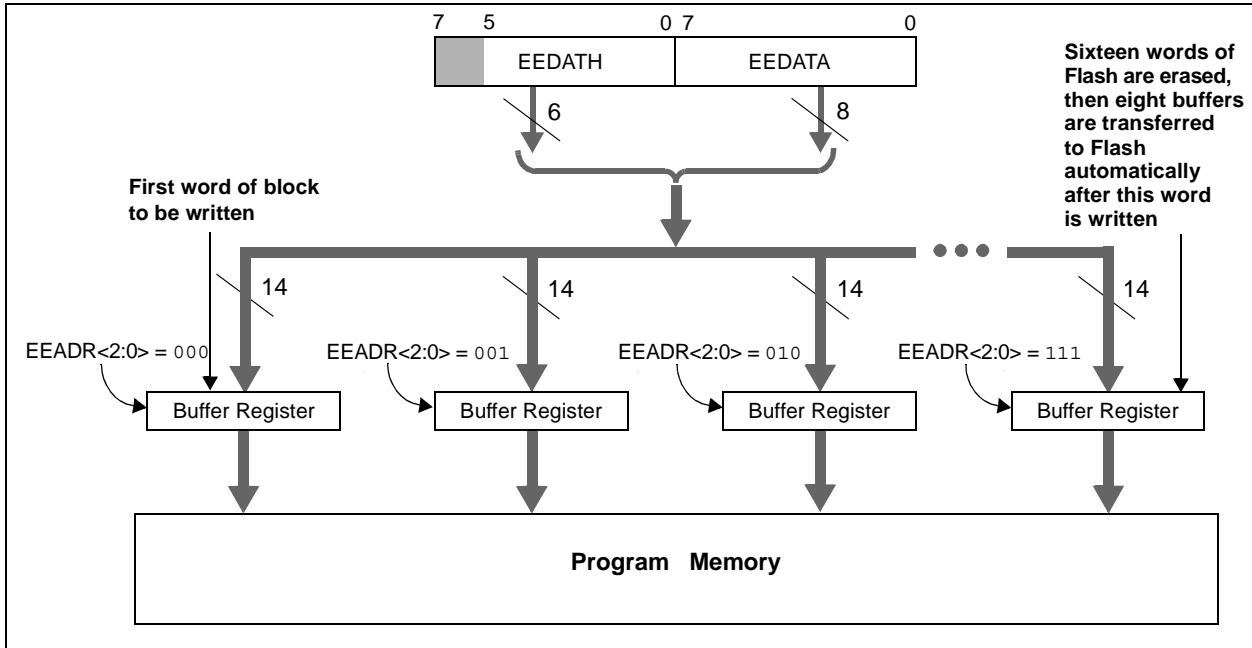 7 5 0 7 0
EEDATH EEDATA
6 8
Sixteen words of
Flash are erased,
then eight buffers
are transferred
to Flash
automatically
after this word
is written
First word of block
to be written
14 14 14 14
EEADR<2:0> = 000 EEADR<2:0> = 001 EEADR<2:0> = 010 EEADR<2:0> = 111
Buffer Register Buffer Register Buffer Register Buffer Register
Program Memory